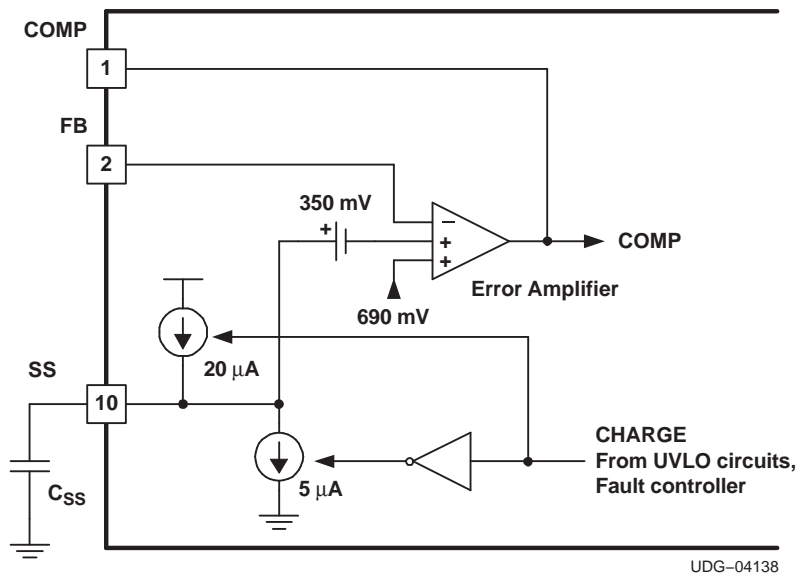 COMP
1
FB
2
350 mV
+
−
+
+
COMP
Error Amplifier
690 mV
20 μA
SS
10
CHARGE
From UVLO circuits,
Fault controller
5 μA
CSS
UDG−04138